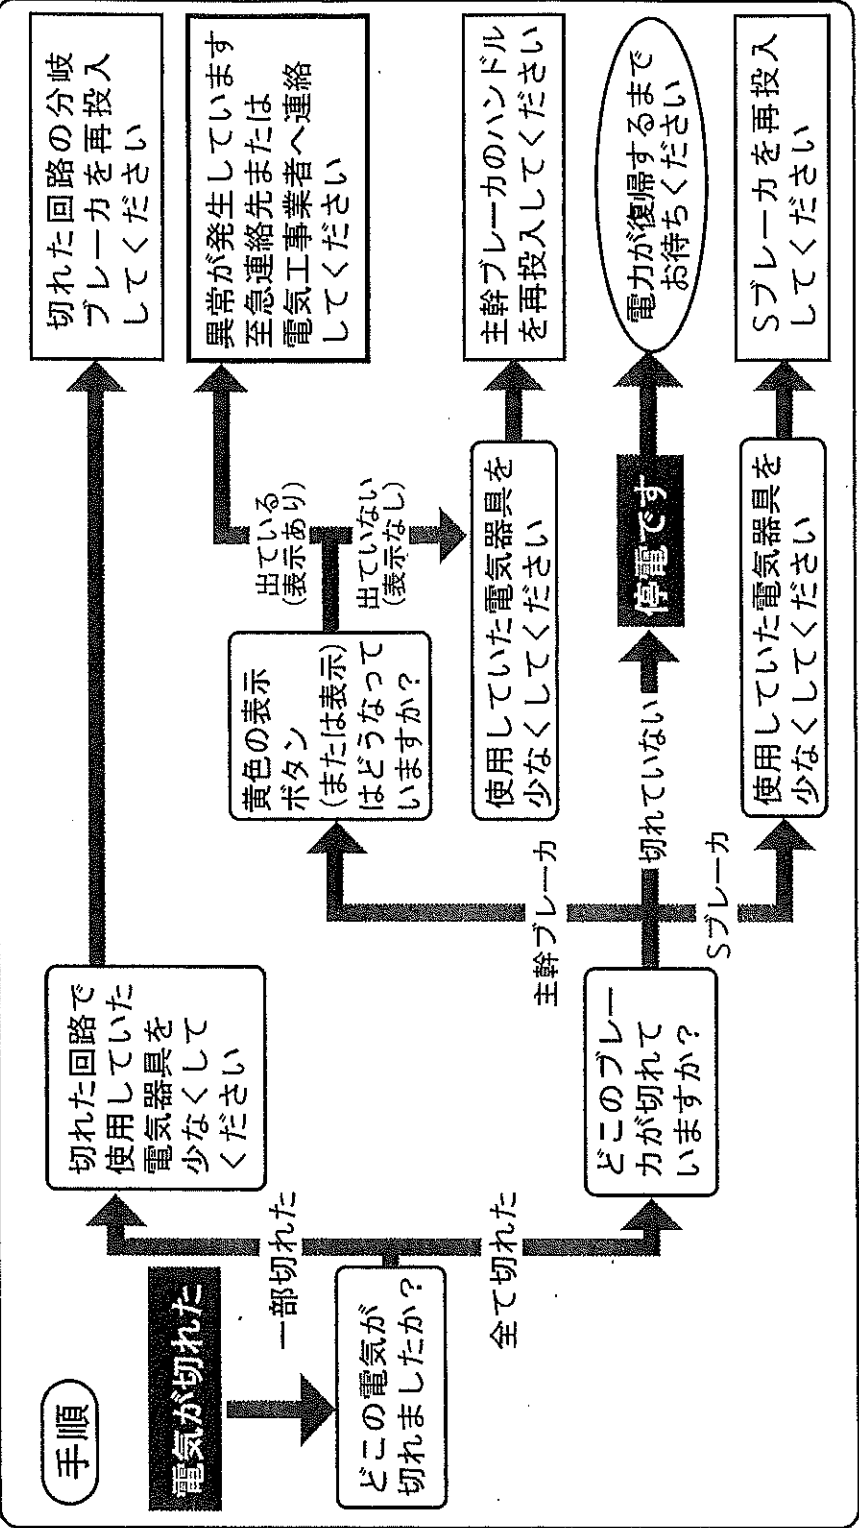 手順
電気が切れた
どこの電気が
切れましたか？
一部切れた
全て切れた
切れた回路で
使用していた
電気器具を
少なくして
ください
切れた回路の分岐
ブレーカを再投入
してください
どこのブレー
カが切れて
いますか？
主幹ブレーカ
切れていない
Sブレーカ
黄色の表示
ボタン
(または表示)
はどうなって
いますか？
出ている
(表示あり)
出ていない
(表示なし)
異常が発生しています
至急連絡先または
電気工事業者へ連絡
してください
使用していた電気器具を
少なくしてください
主幹ブレーカのハンドル
を再投入してください
停電です
電力が復帰するまで
お待ちください
使用していた電気器具を
少なくしてください
Sブレーカを再投入
してください